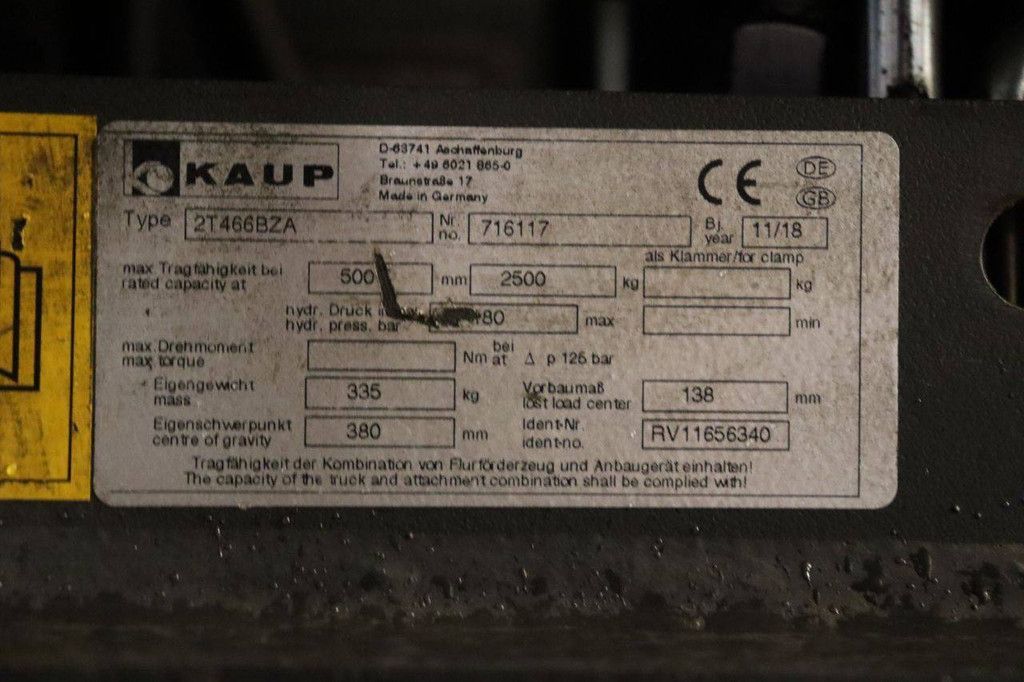 KAUP
D-63741 Aschaffenburg
Tel.: +49 6021 865-0
Braunstraße 17
Made in Germany
CE
DE
GB
Type 2T466BZA Nr. no. 716117 Bj. year 11/18
als Klammer/for clamp
max. Tragfähigkeit bei
rated capacity at 500 mm 2500 kg kg
hydr. Druck
hydr. press. bar max min
max. Drehmoment
max torque Nm bei at Δ p 125 bar
Eigengewicht
mass 335 kg
Vorbaumaß
lost load center 138 mm
Eigenschwerpunkt
centre of gravity 380 mm
Ident-Nr.
ident-no. RV11656340
Tragfähigkeit der Kombination von Flurförderzeug und Anbaugerät einhalten!
The capacity of the truck and attachment combination shall be complied with!